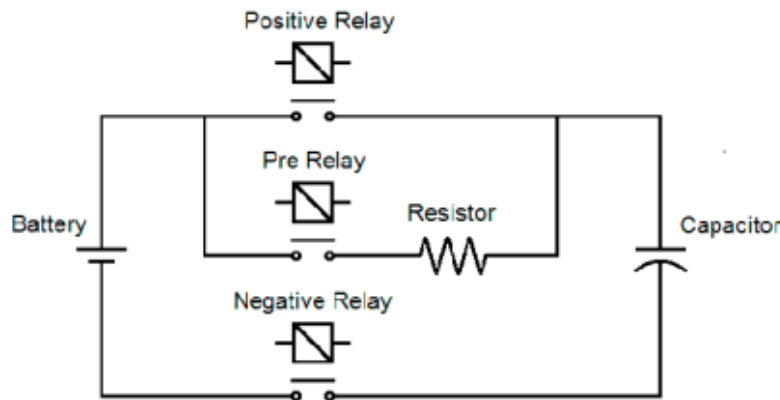 Positive Relay
Pre Relay
Battery
Resistor
Capacitor
Negative Relay